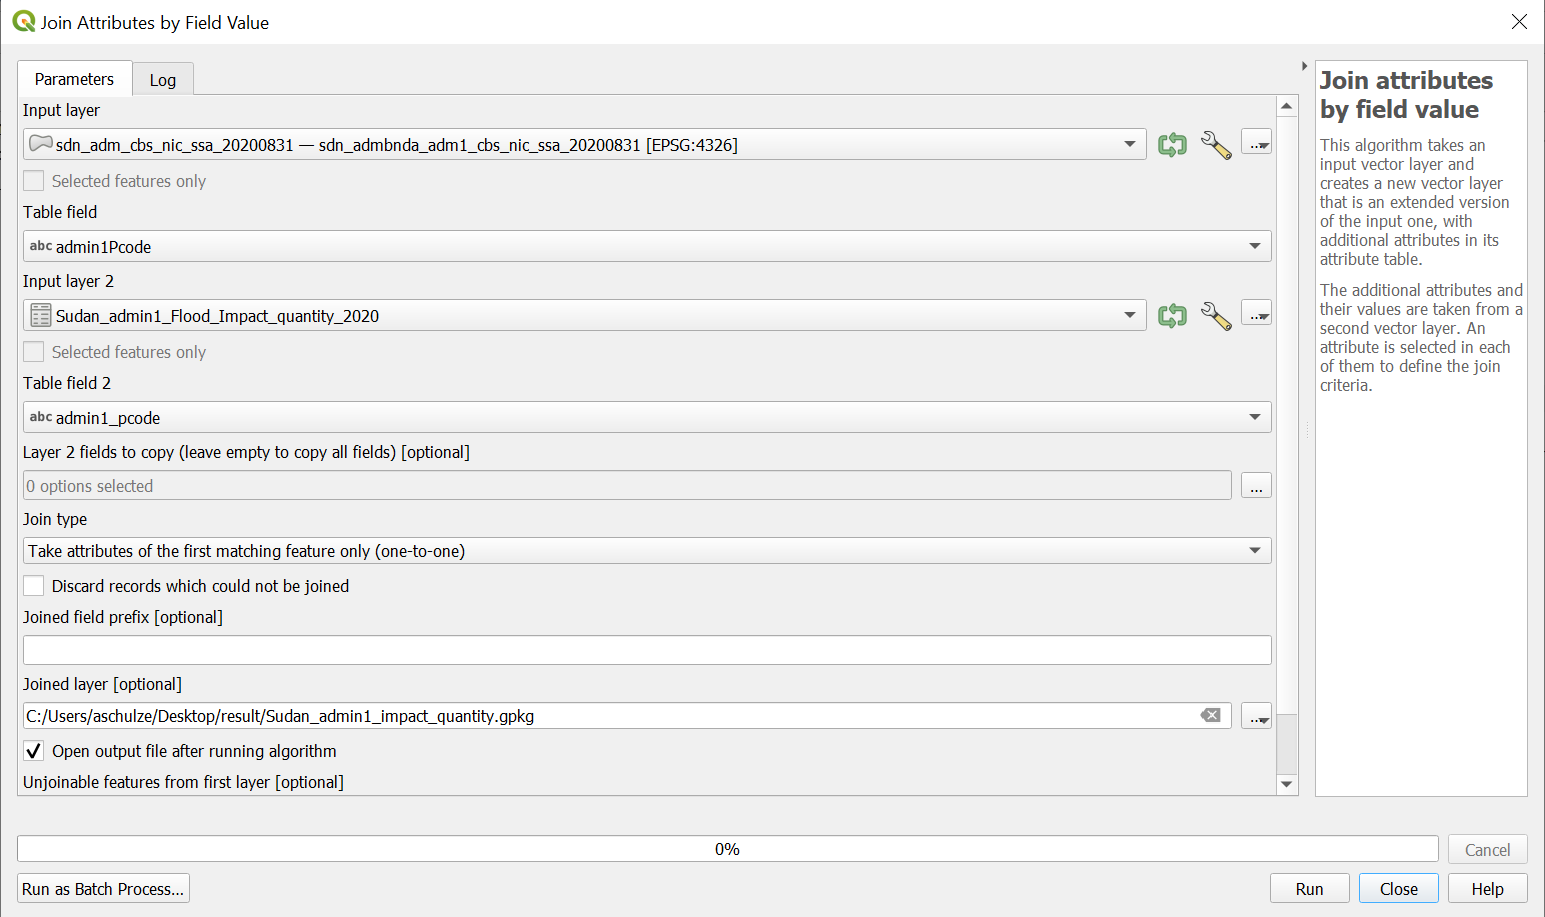 Join Attributes by Field Value
Parameters
Log
Input layer
sdn_adm_cbs_nic_ssa_20200831 — sdn_admbnda_adm1_cbs_nic_ssa_20200831 [EPSG:4326]
...
Selected features only
Table field
abc admin1Pcode
Input layer 2
Sudan_admin1_Flood_Impact_quantity_2020
...
Selected features only
Table field 2
abc admin1_pcode
Layer 2 fields to copy (leave empty to copy all fields) [optional]
0 options selected
...
Join type
Take attributes of the first matching feature only (one-to-one)
Discard records which could not be joined
Joined field prefix [optional]
Joined layer [optional]
C:/Users/aschulze/Desktop/result/Sudan_admin1_impact_quantity.gpkg
...
Open output file after running algorithm
Unjoinable features from first layer [optional]
Join attributes
by field value
This algorithm takes an
input vector layer and
creates a new vector layer
that is an extended version
of the input one, with
additional attributes in its
attribute table.
The additional attributes and
their values are taken from a
second vector layer. An
attribute is selected in each
of them to define the join
criteria.
0%
Cancel
Run as Batch Process...
Run
Close
Help